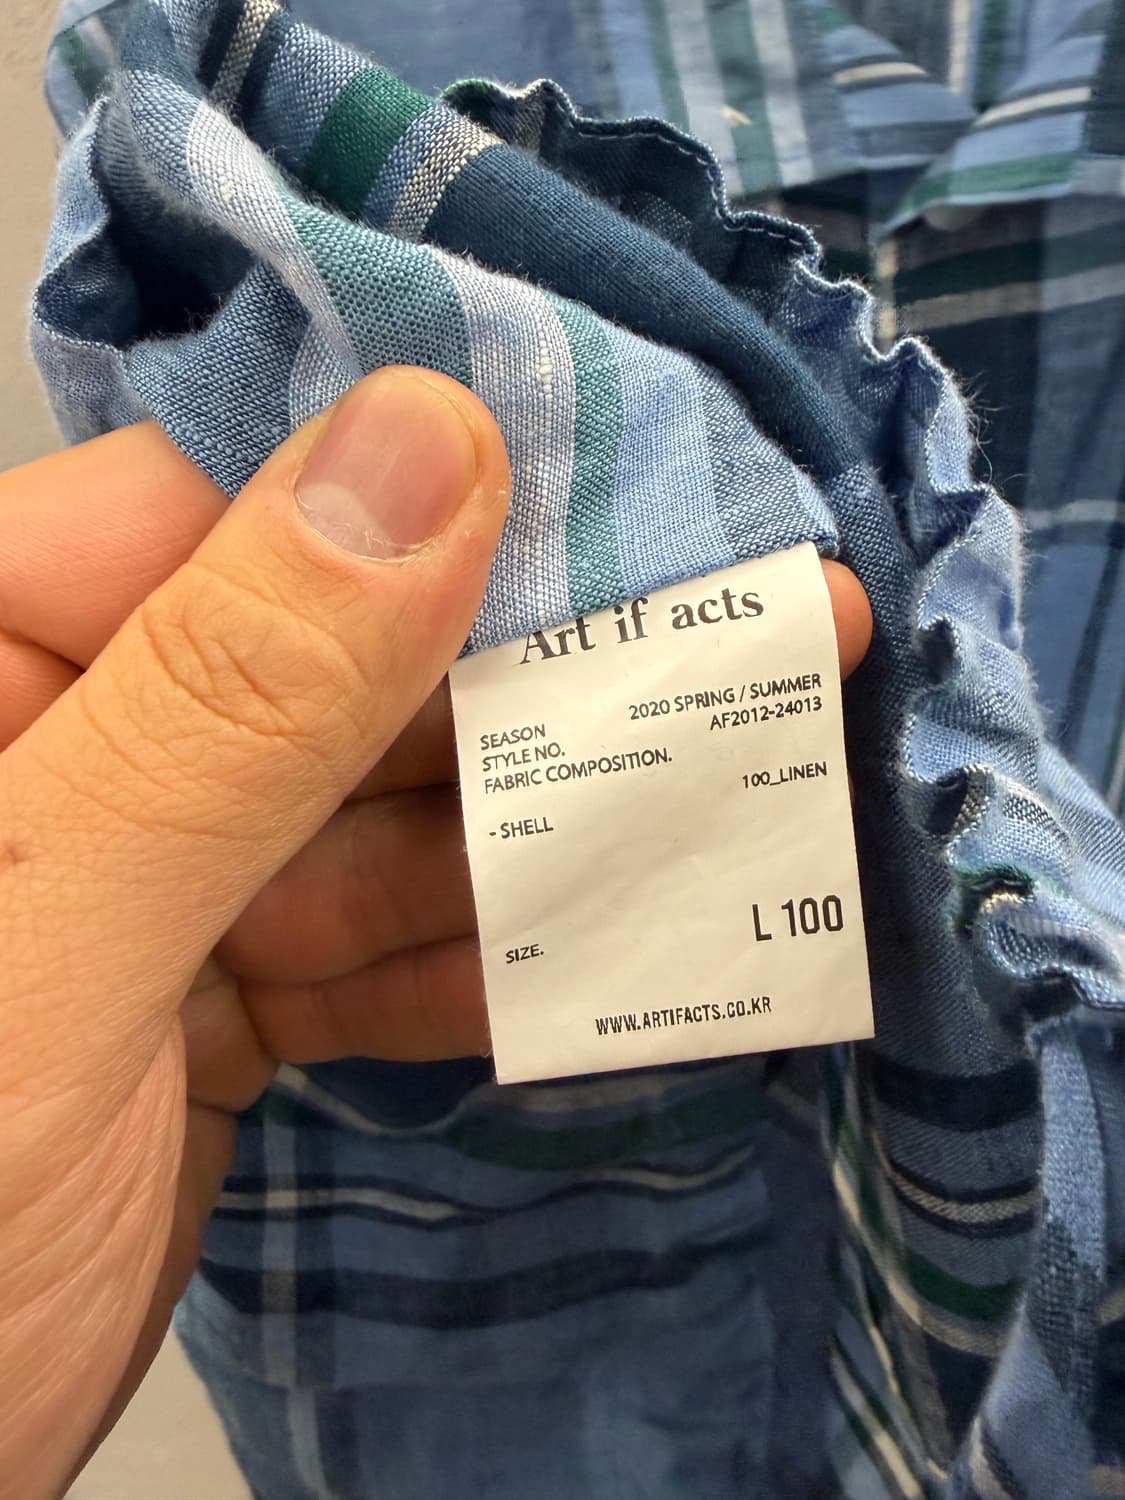 Art if acts
SEASON 2020 SPRING / SUMMER
STYLE NO. AF2012-24013
FABRIC COMPOSITION.
- SHELL 100_LINEN
SIZE. L 100
WWW.ARTIFACTS.CO.KR